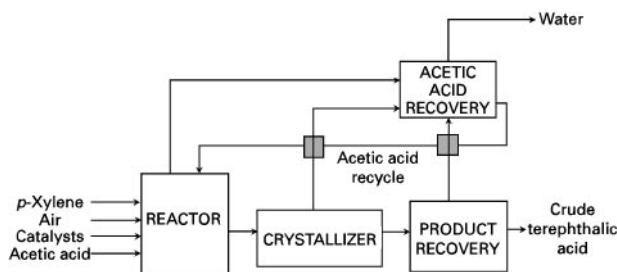 Water
ACETIC
ACID
RECOVERY
Acetic acid
recycle
p-Xylene
Air
Catalysts
Acetic acid
REACTOR
CRYSTALLIZER
PRODUCT
RECOVERY
Crude
terephthalic
acid